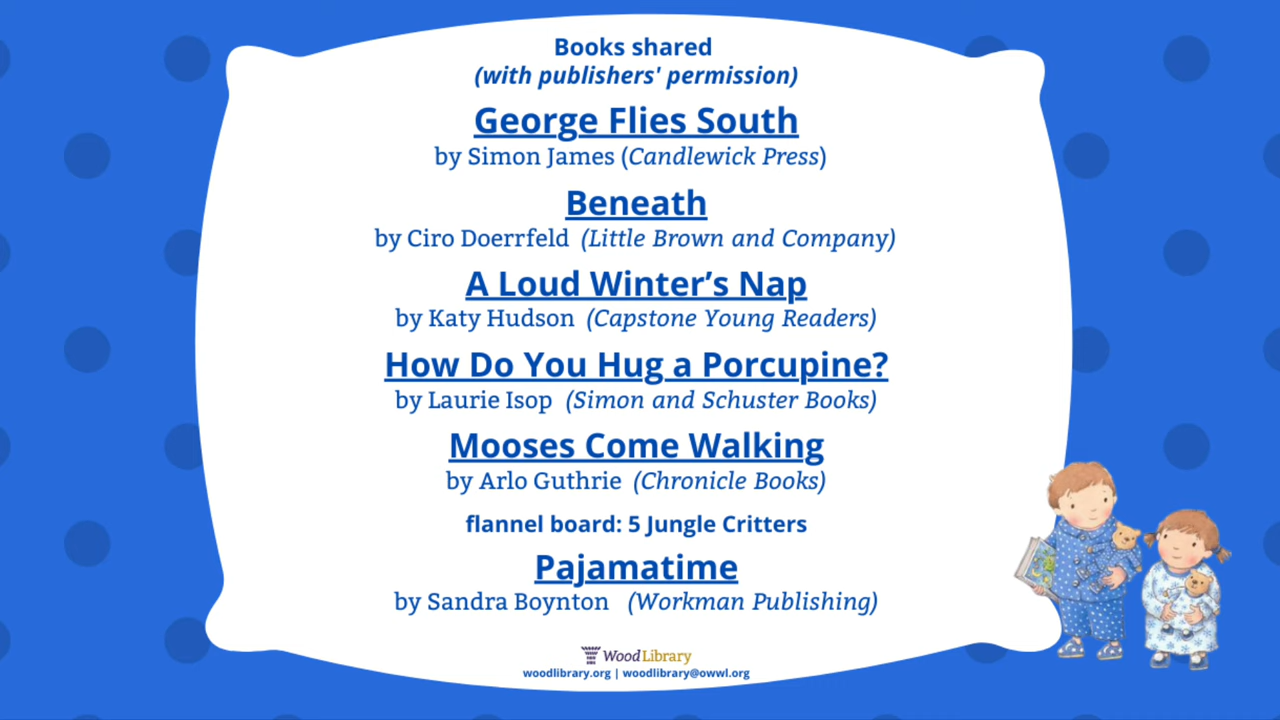 Books shared
(with publishers' permission)
George Flies South
by Simon James (Candlewick Press)
Beneath
by Ciro Doerrfeld (Little Brown and Company)
A Loud Winter’s Nap
by Katy Hudson (Capstone Young Readers)
How Do You Hug a Porcupine?
by Laurie Isop (Simon and Schuster Books)
Mooses Come Walking
by Arlo Guthrie (Chronicle Books)
flannel board: 5 Jungle Critters
Pajamatime
by Sandra Boynton (Workman Publishing)
Wood Library
woodlibrary.org | woodlibrary@owwl.org